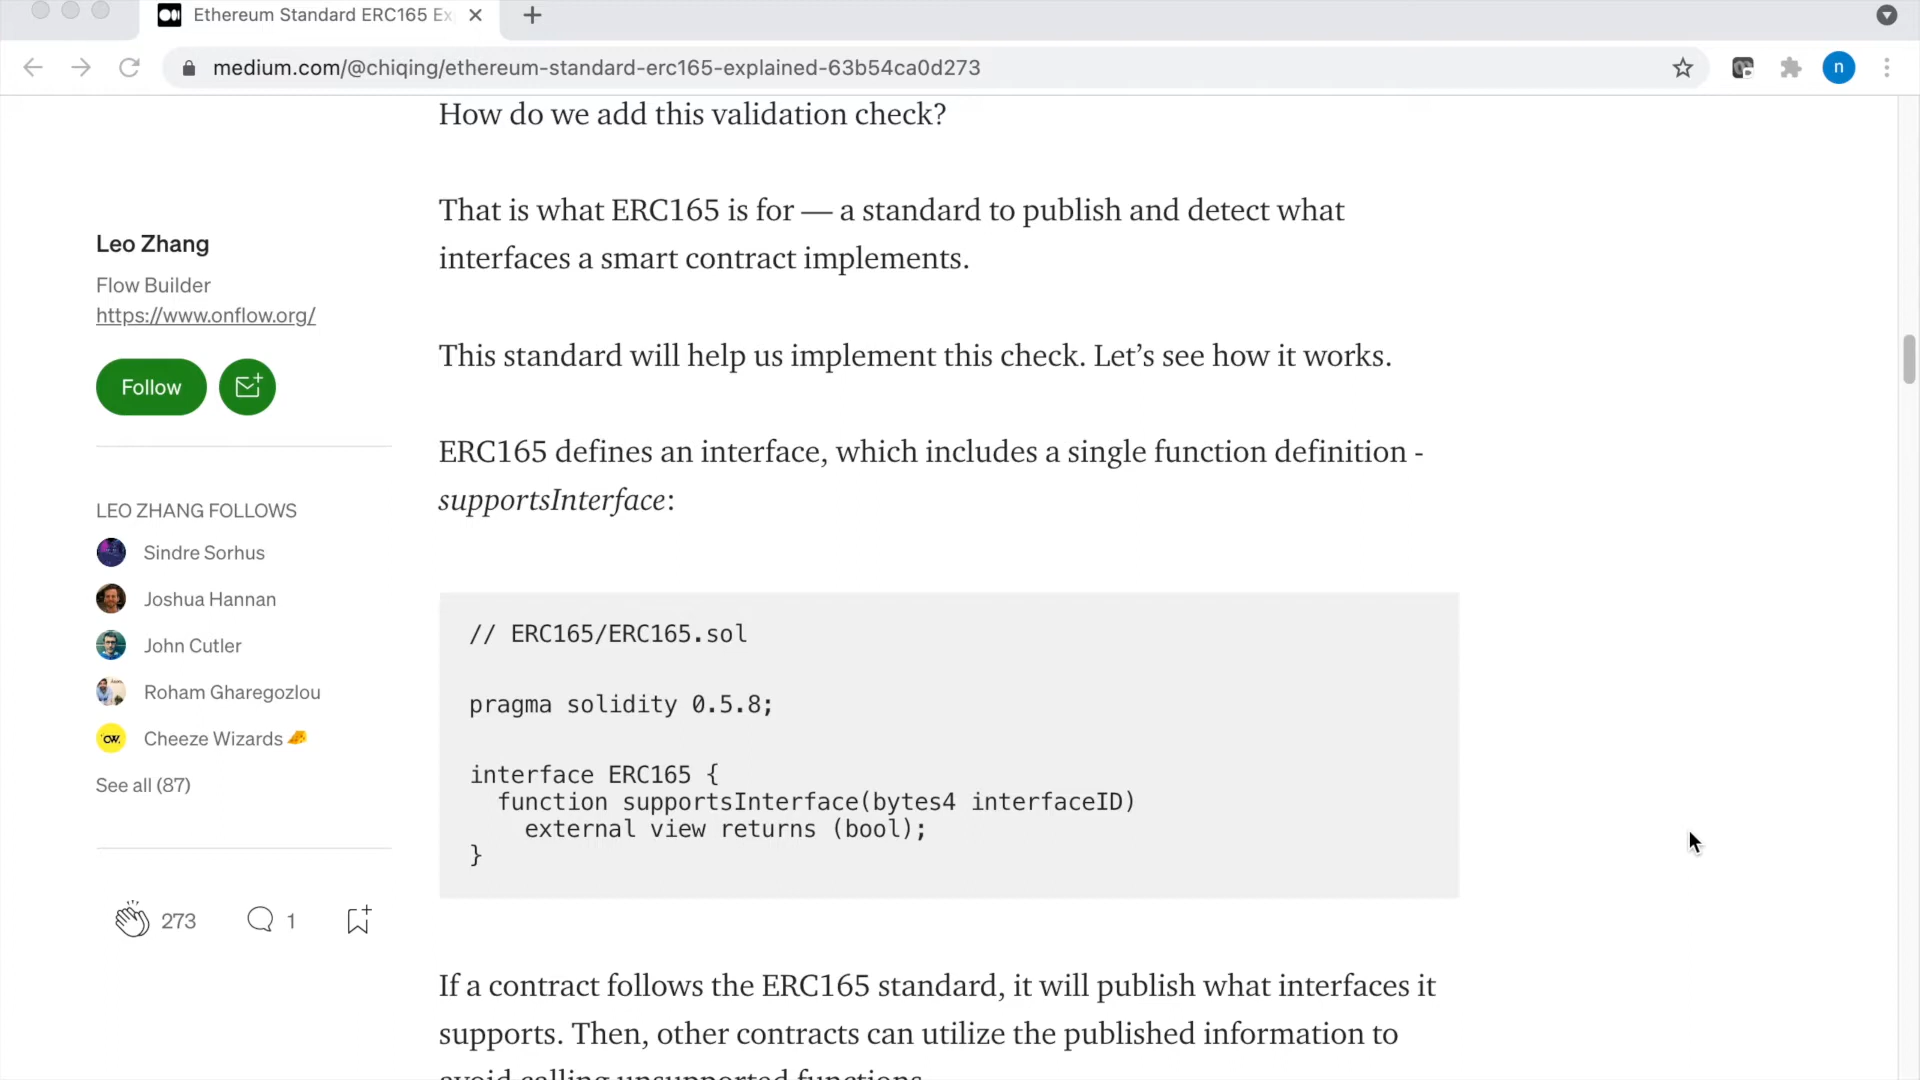 Ethereum Standard ERC165 Ex
medium.com/@chiqing/ethereum-standard-erc165-explained-63b54ca0d273
n
How do we add this validation check?
That is what ERC165 is for — a standard to publish and detect what
interfaces a smart contract implements.
This standard will help us implement this check. Let’s see how it works.
ERC165 defines an interface, which includes a single function definition -
supportsInterface:
// ERC165/ERC165.sol
pragma solidity 0.5.8;
interface ERC165 {
function supportsInterface(bytes4 interfaceID)
external view returns (bool);
}
If a contract follows the ERC165 standard, it will publish what interfaces it
supports. Then, other contracts can utilize the published information to
avoid calling unsupported functions.
Leo Zhang
Flow Builder
https://www.onflow.org/
Follow
LEO ZHANG FOLLOWS
Sindre Sorhus
Joshua Hannan
John Cutler
Roham Gharegozlou
CW.
Cheeze Wizards 🧀
See all (87)
273
1